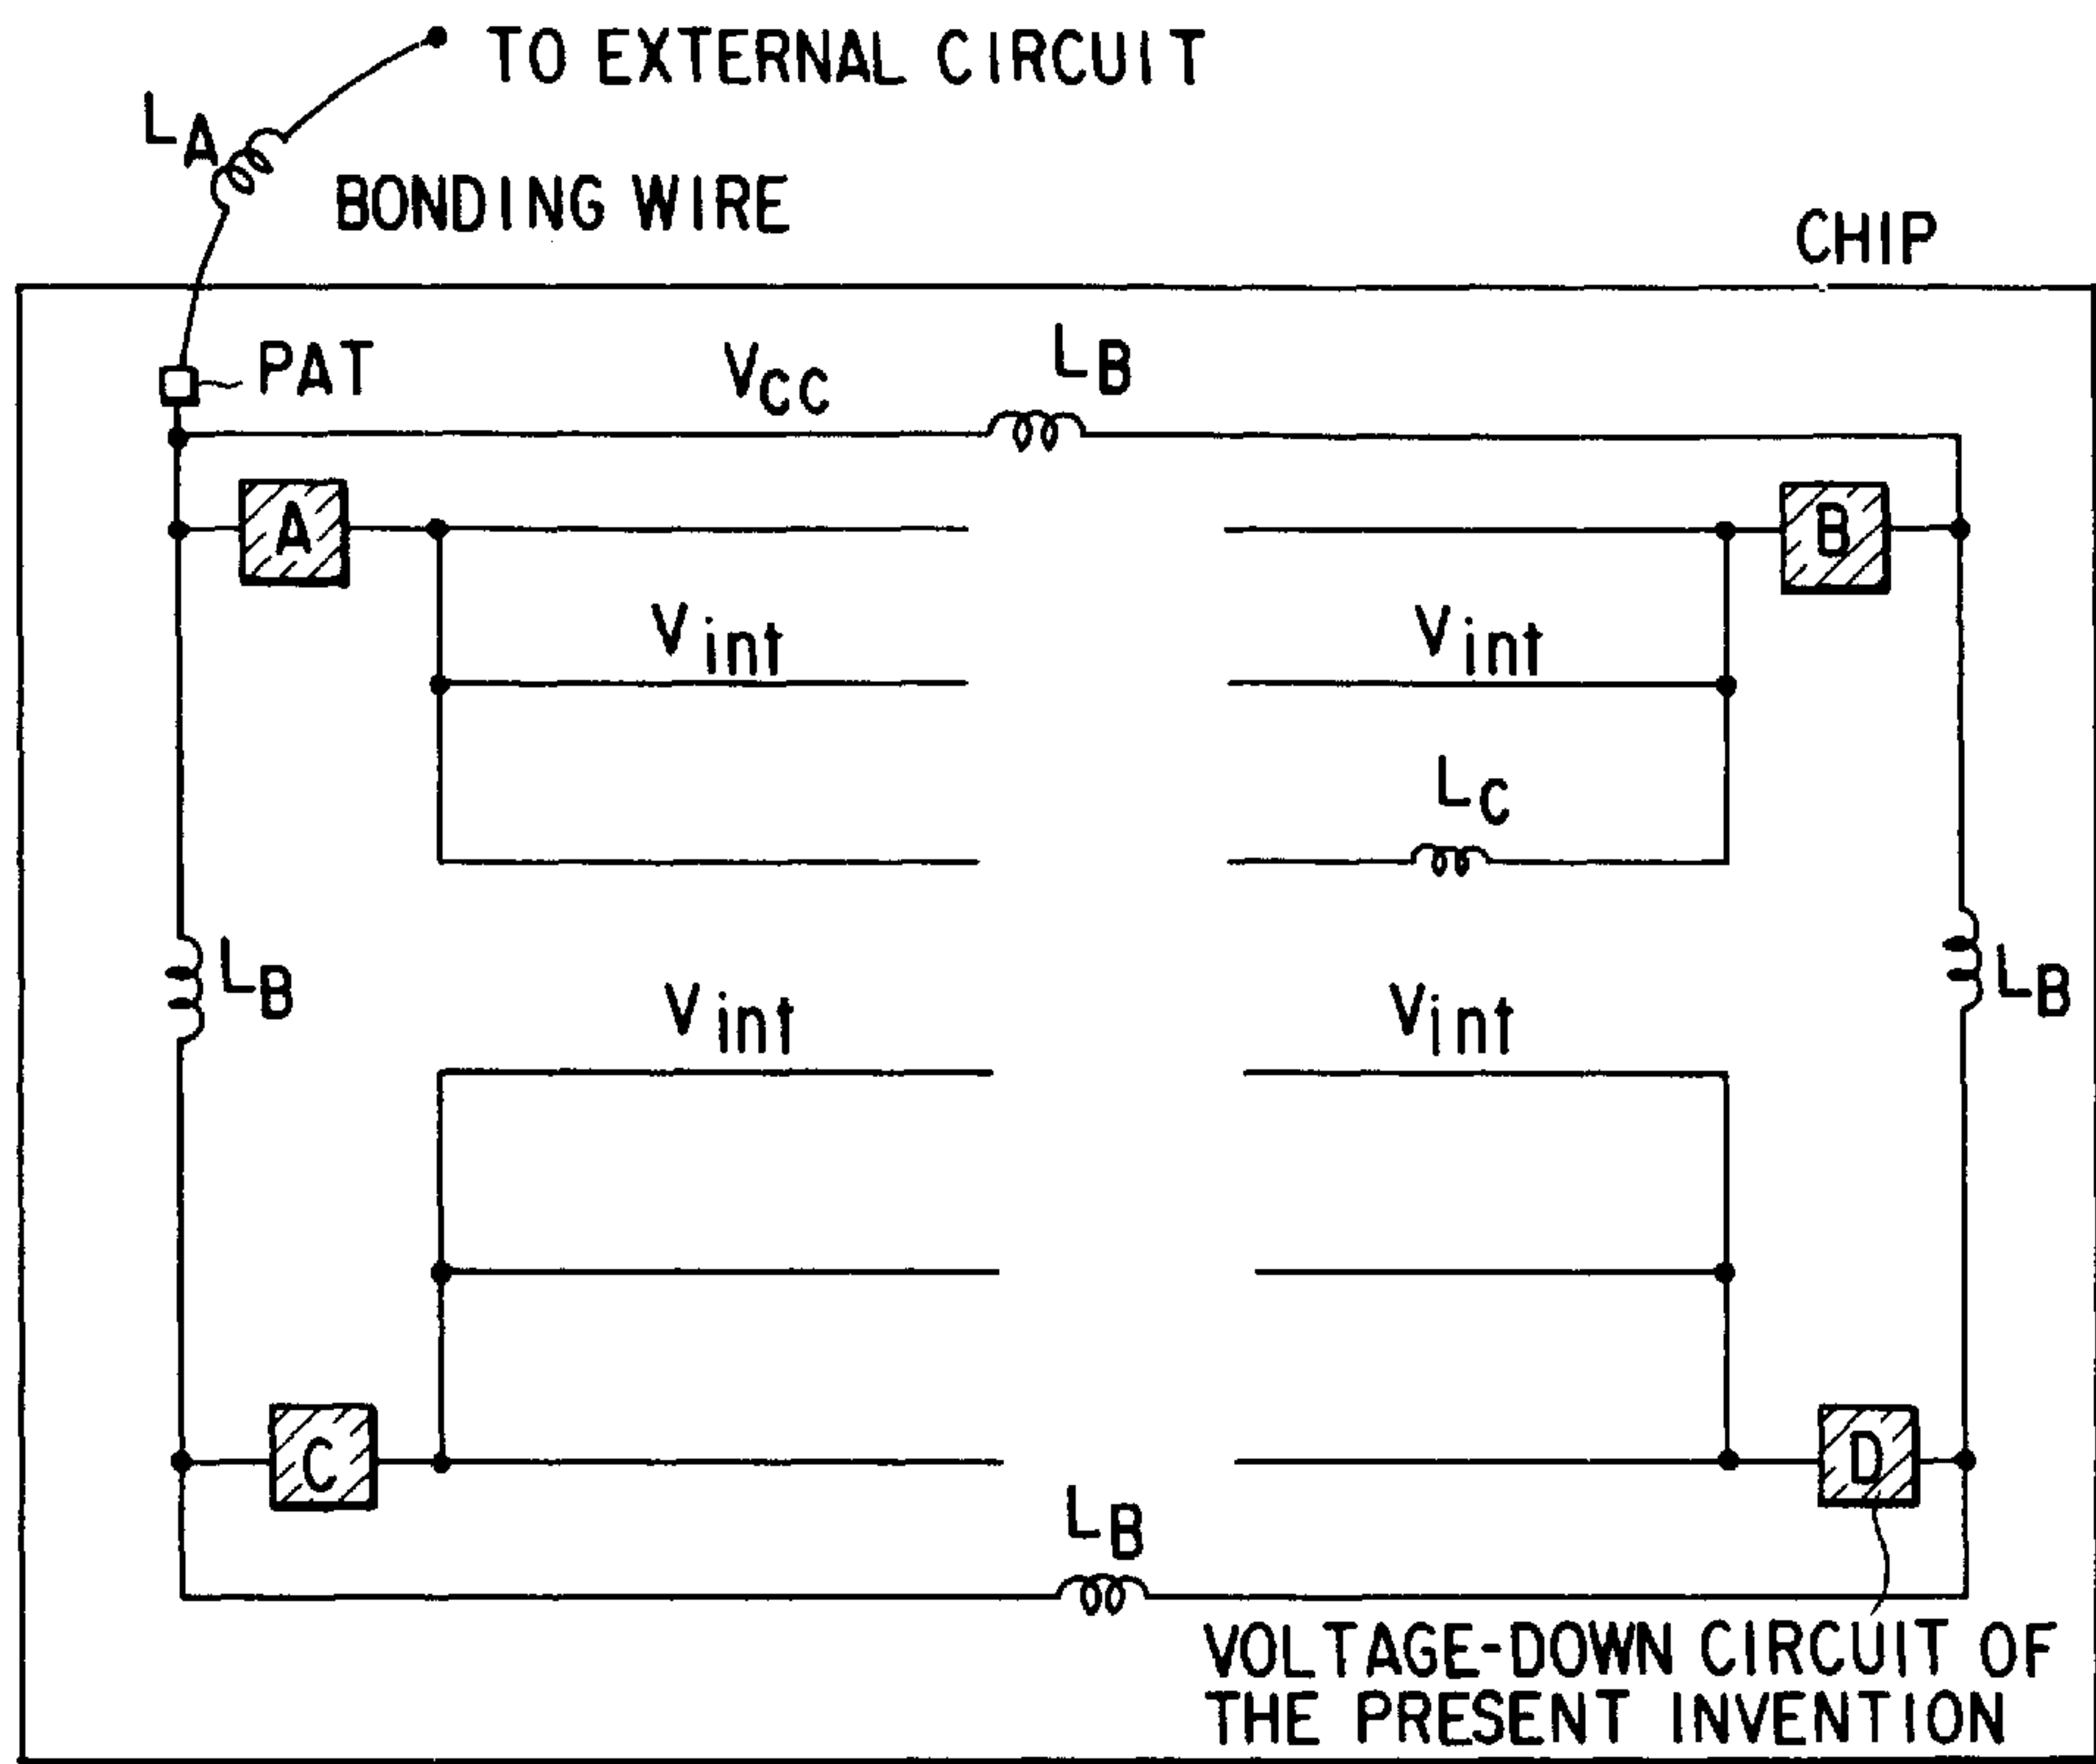 TO EXTERNAL CIRCUIT
LA
BONDING WIRE
CHIP
PAT
VCC
LB
A
B
Vint
Vint
LC
LB
LB
Vint
Vint
C
D
LB
VOLTAGE-DOWN CIRCUIT OF
THE PRESENT INVENTION